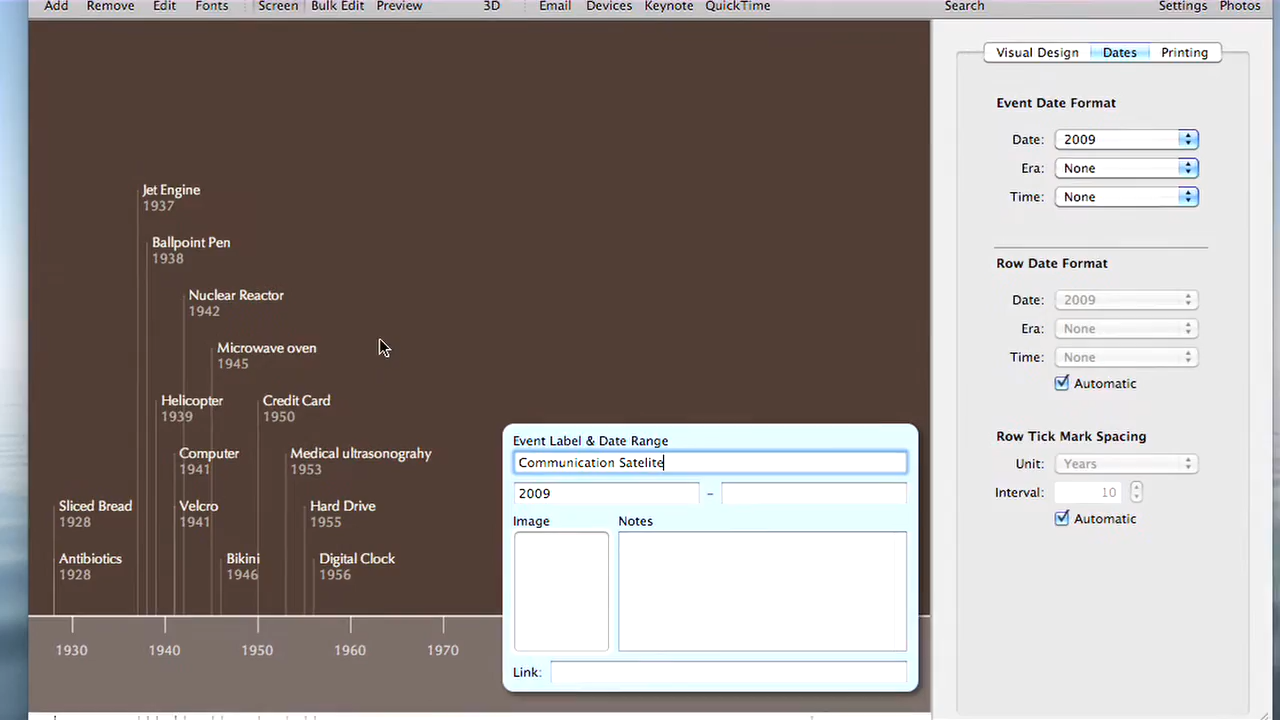 Add Remove Edit Fonts Screen Bulk Edit Preview 3D Email Devices Keynote QuickTime Search Settings Photos
Visual Design Dates Printing
Event Date Format
Date: 2009
Era: None
Time: None
Row Date Format
Date: 2009
Era: None
Time: None
Automatic
Row Tick Mark Spacing
Unit: Years
Interval: 10
Automatic
Jet Engine
1937
Ballpoint Pen
1938
Nuclear Reactor
1942
Microwave oven
1945
Helicopter
1939
Credit Card
1950
Computer
1941
Medical ultrasonograhy
1953
Sliced Bread
1928
Velcro
1941
Hard Drive
1955
Antibiotics
1928
Bikini
1946
Digital Clock
1956
1930 1940 1950 1960 1970
Event Label & Date Range
Communication Satelite
2009 –
Image Notes
Link: